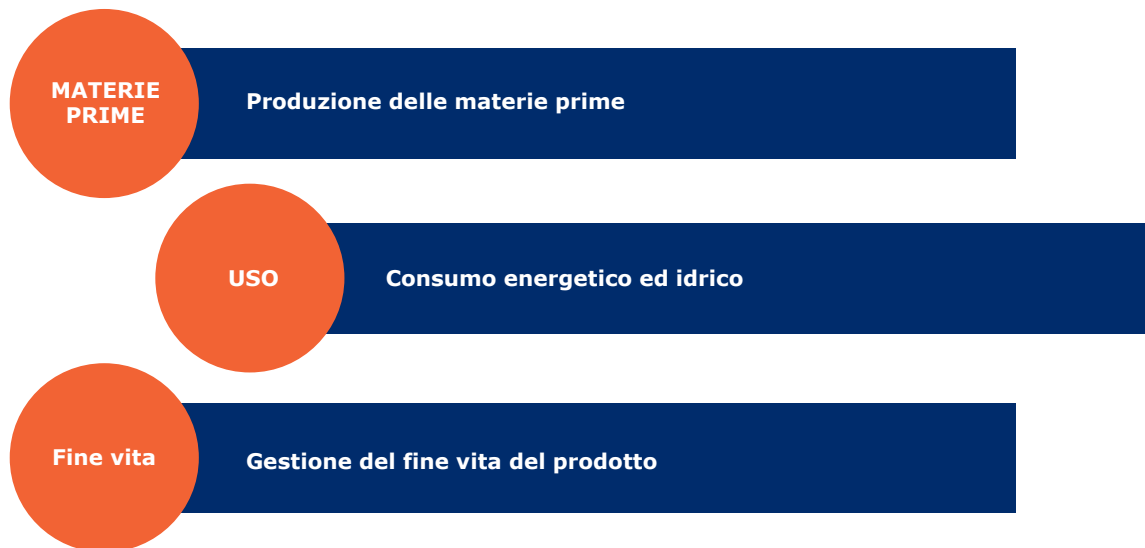 MATERIE
PRIME
Produzione delle materie prime
USO
Consumo energetico ed idrico
Fine vita
Gestione del fine vita del prodotto